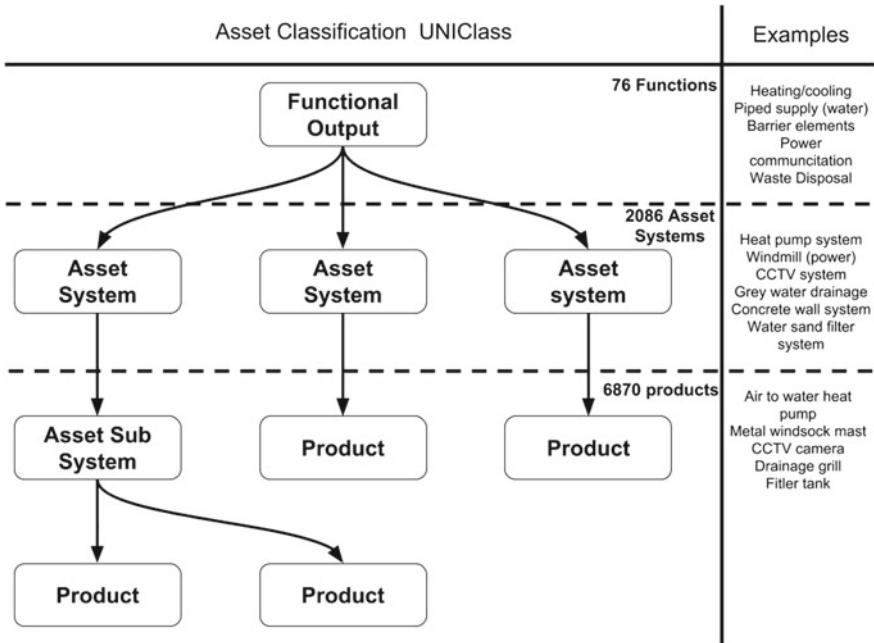 Asset Classification UNIClass
Examples
76 Functions
Functional
Output
Heating/cooling
Piped supply (water)
Barrier elements
Power
communcitation
Waste Disposal
2086 Asset
Systems
Asset
System
Asset
System
Asset
system
Heat pump system
Windmill (power)
CCTV system
Grey water drainage
Concrete wall system
Water sand filter
system
6870 products
Asset Sub
System
Product
Product
Air to water heat
pump
Metal windsock mast
CCTV camera
Drainage grill
Fitler tank
Product
Product